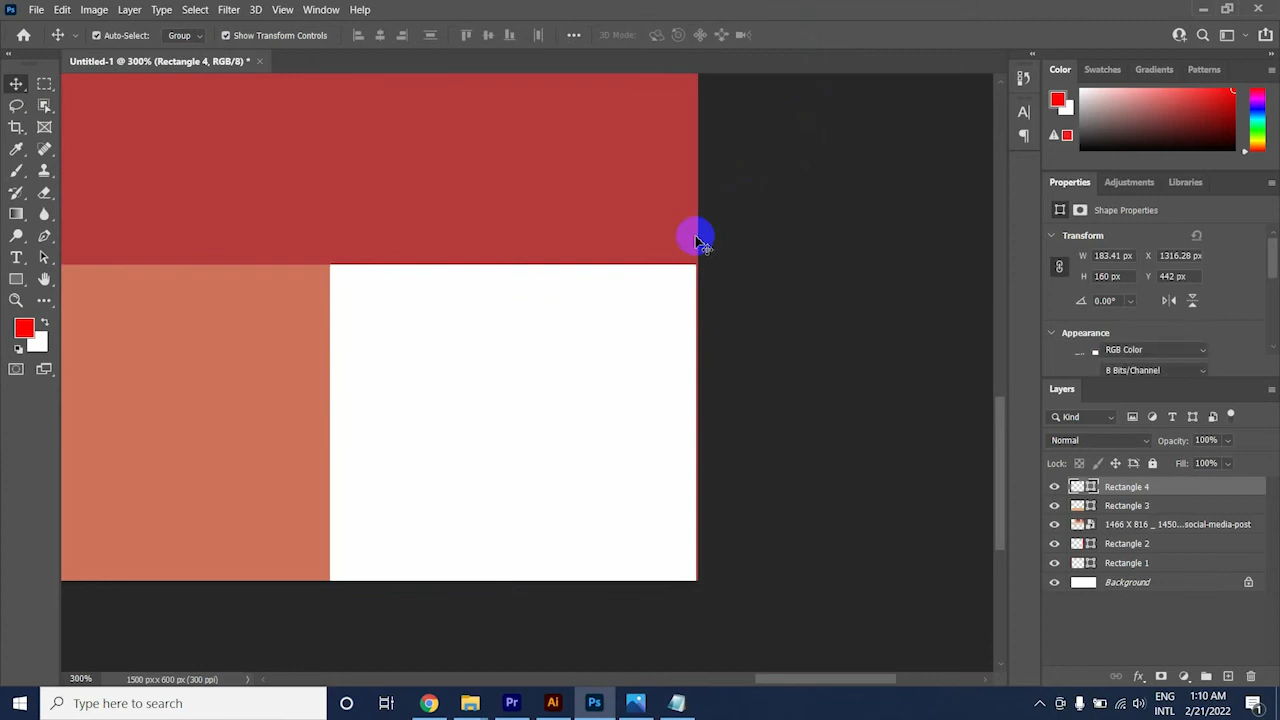 File Edit Image Layer Type Select Filter 3D View Window Help
Auto-Select: Group Show Transform Controls 3D Mode:
Untitled-1 @ 300% (Rectangle 4, RGB/8) *
Color Swatches Gradients Patterns
Properties Adjustments Libraries
Shape Properties
Transform
W 183.41 px X 1316.28 px
H 160 px Y 442 px
0.00°
Appearance
RGB Color
8 Bits/Channel
Layers
Kind
Normal Opacity: 100%
Lock: Fill: 100%
Rectangle 4
Rectangle 3
1466 X 816 _ 1450...social-media-post
Rectangle 2
Rectangle 1
Background
300% 1500 px x 600 px (300 ppi)
Type here to search
Pr Ai Ps
ENG 1:10 AM
INTL 2/21/2022